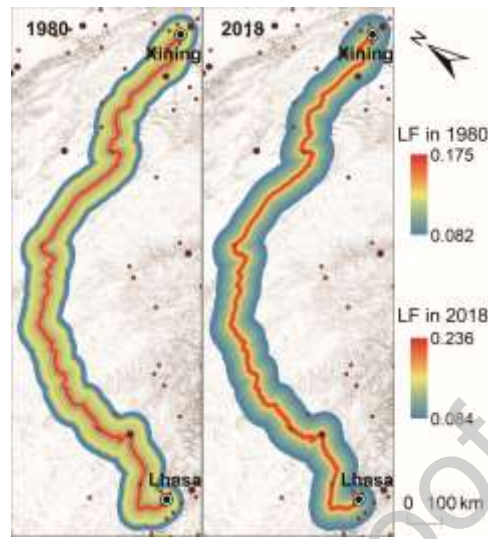 1980
2018
Xining
Xining
N
LF in 1980
0.175
0.082
LF in 2018
0.236
0.084
Lhasa
Lhasa
0 100 km